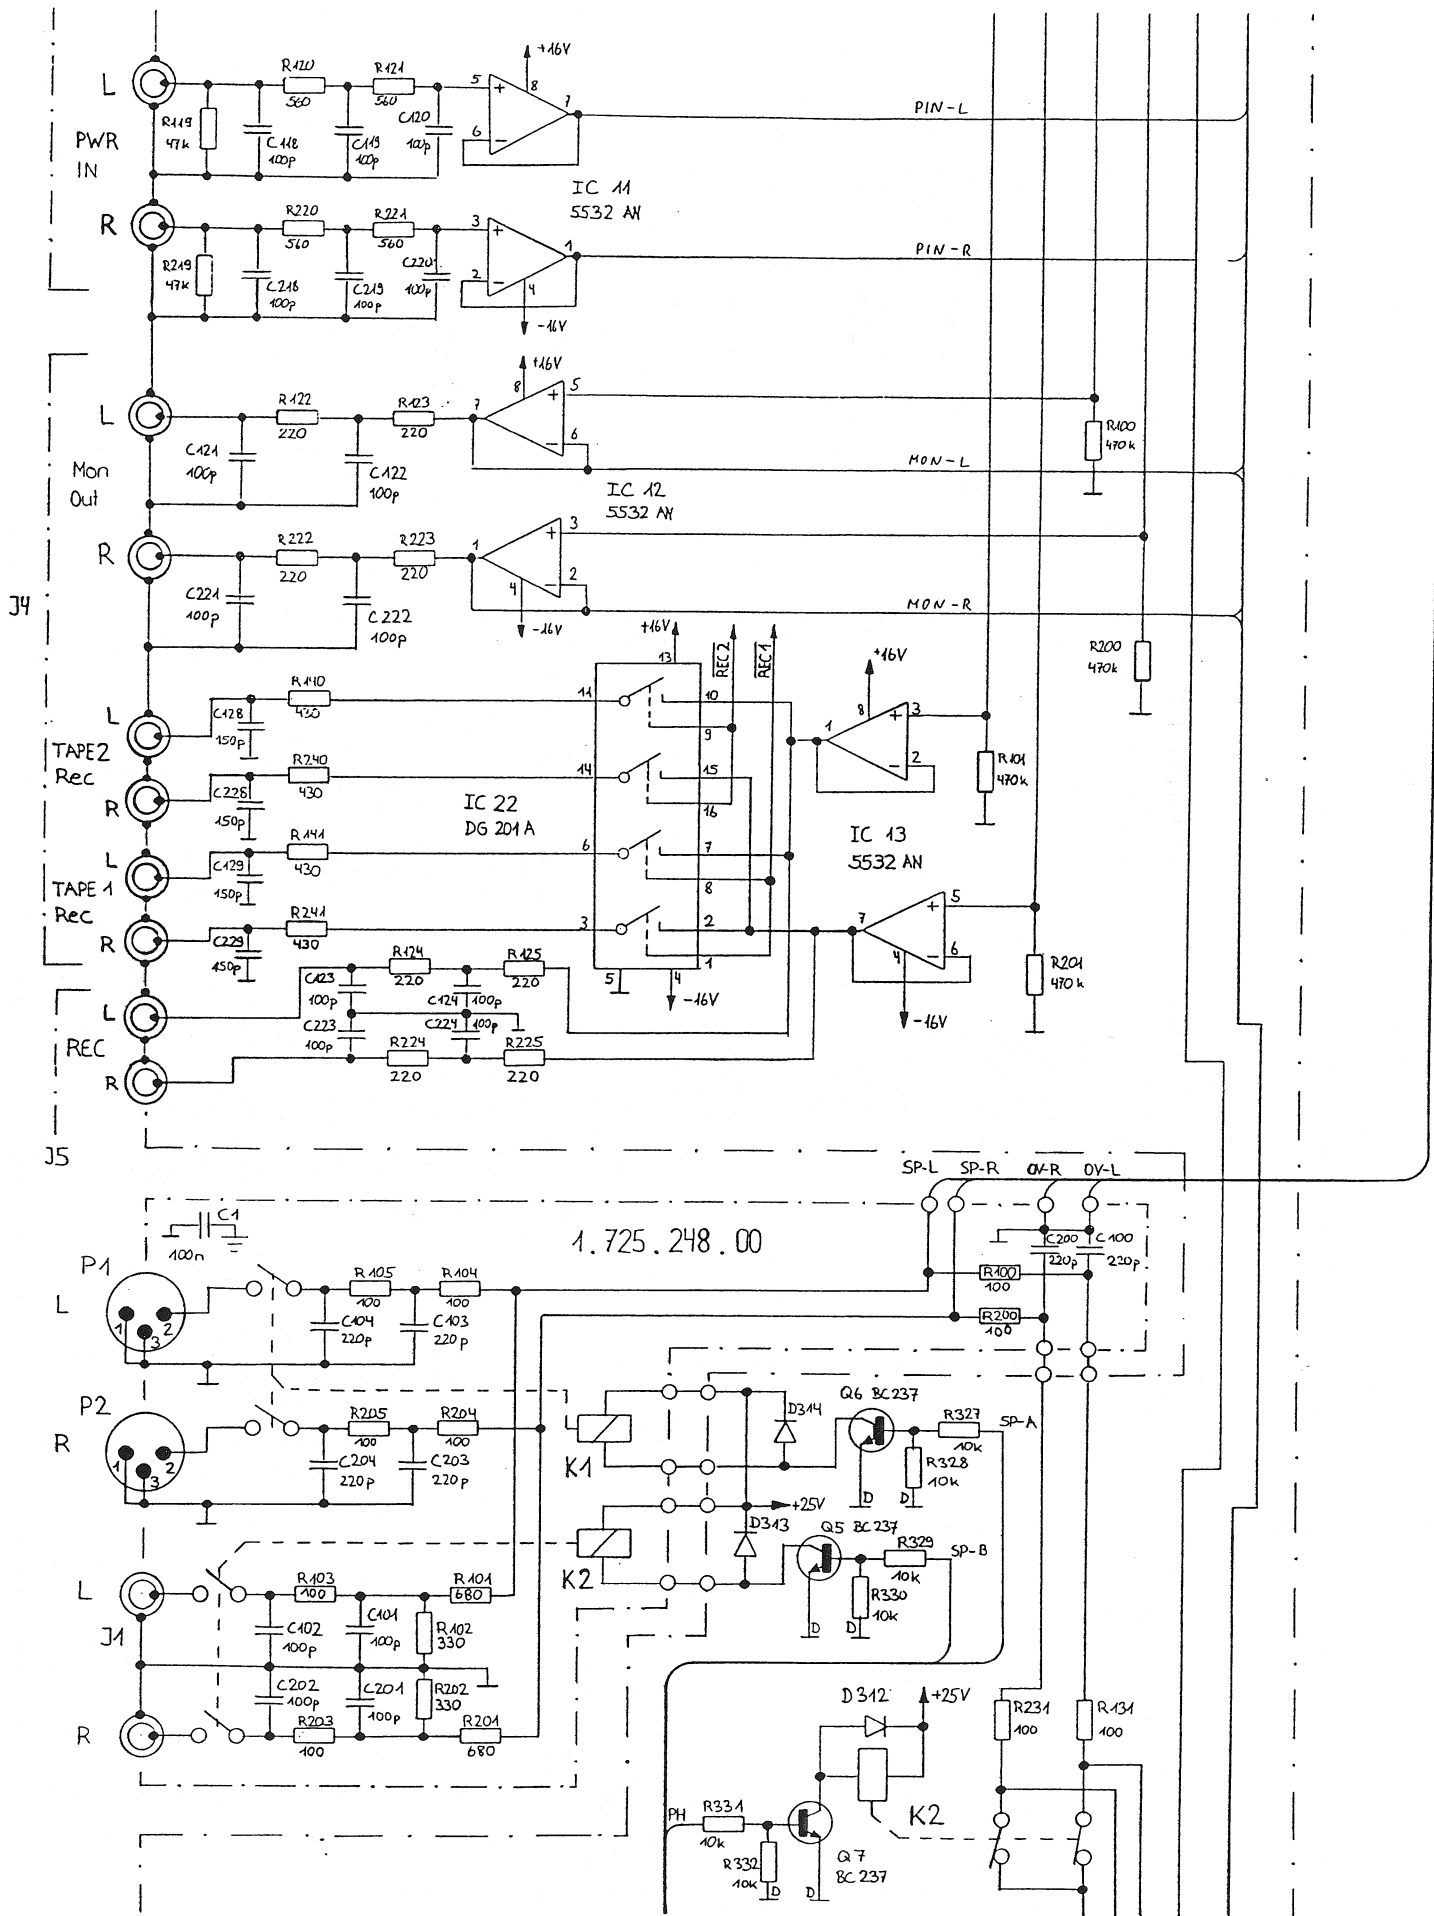 L
PWR
IN
R
R119
47k
C118
100p
R120
560
C119
100p
R121
560
C120
100p
5
6
+16V
8
7
PIN-L
IC 11
5532 AN
R219
47k
C218
100p
R220
560
C219
100p
R221
560
C220
100p
3
2
1
4
-16V
PIN-R
J4
L
Mon
Out
R
C121
100p
R122
220
C122
100p
R123
220
7
8
+16V
5
6
MON-L
R100
470k
IC 12
5532 AN
C221
100p
R222
220
C222
100p
R223
220
1
4
-16V
3
2
MON-R
R200
470k
L
TAPE2
Rec
R
L
TAPE 1
Rec
R
C128
150p
R140
430
C228
150p
R240
430
C129
150p
R141
430
C229
150p
R241
430
IC 22
DG 201 A
+16V
13
REC2
REC1
11
10
9
14
15
16
6
7
8
3
2
1
5
4
-16V
+16V
8
1
3
2
R101
470k
IC 13
5532 AN
7
5
6
4
-16V
R201
470k
L
REC
R
J5
C123
100p
R124
220
C124
100p
R125
220
C223
100p
R224
220
C224
100p
R225
220
SP-L
SP-R
0V-R
0V-L
1.725.248.00
C1
100n
C200
220p
C100
220p
R100
100
R200
100
P1
L
1
2
3
R105
100
R104
100
C104
220p
C103
220p
P2
R
1
2
3
R205
100
R204
100
C204
220p
C203
220p
K1
K2
D314
Q6 BC237
R327
10k
SP-A
R328
10k
D
D
+25V
D313
Q5 BC237
R329
10k
SP-B
R330
10k
D
D
L
J1
R
R103
100
R101
680
C102
100p
C101
100p
R102
330
C202
100p
C201
100p
R202
330
R203
100
R201
680
D312
+25V
R231
100
R131
100
K2
PH
R331
10k
R332
10k
D
D
Q7
BC237